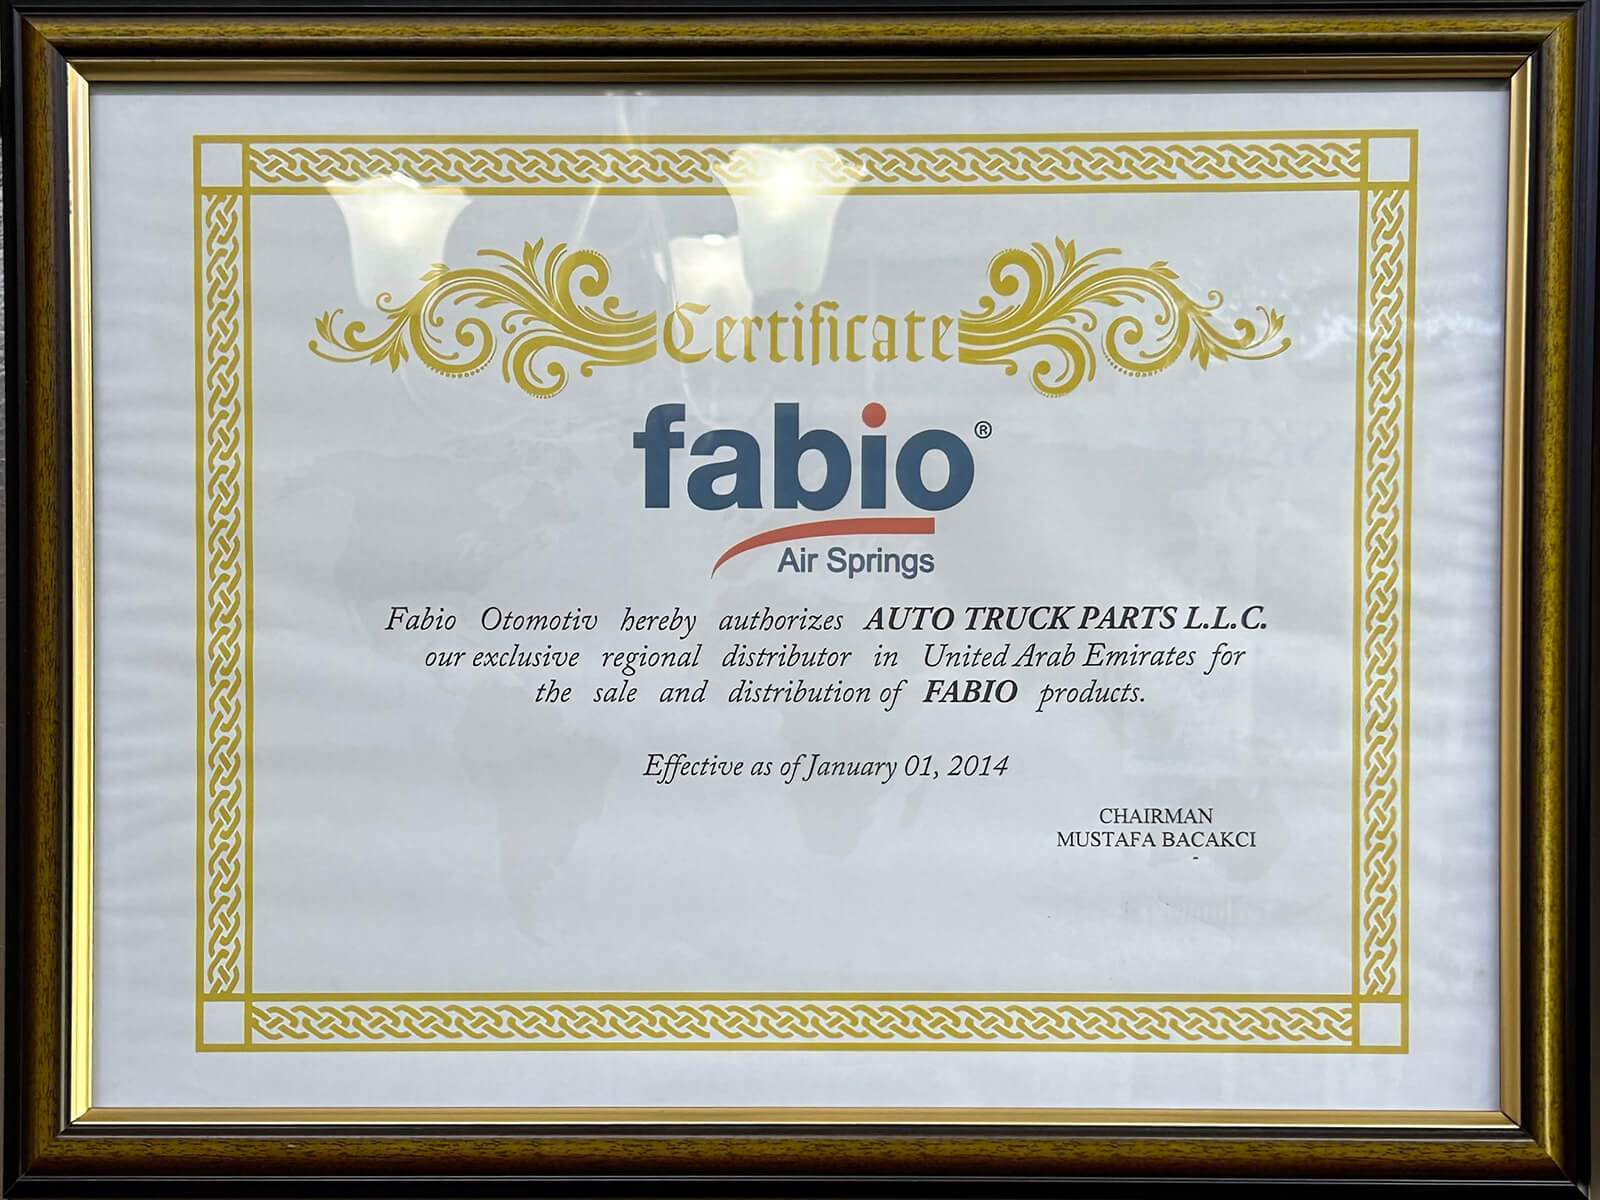 Certificate
fabio®
Air Springs
Fabio Otomotiv hereby authorizes AUTO TRUCK PARTS L.L.C.
our exclusive regional distributor in United Arab Emirates for
the sale and distribution of FABIO products.
Effective as of January 01, 2014
CHAIRMAN
MUSTAFA BACAKCI
-